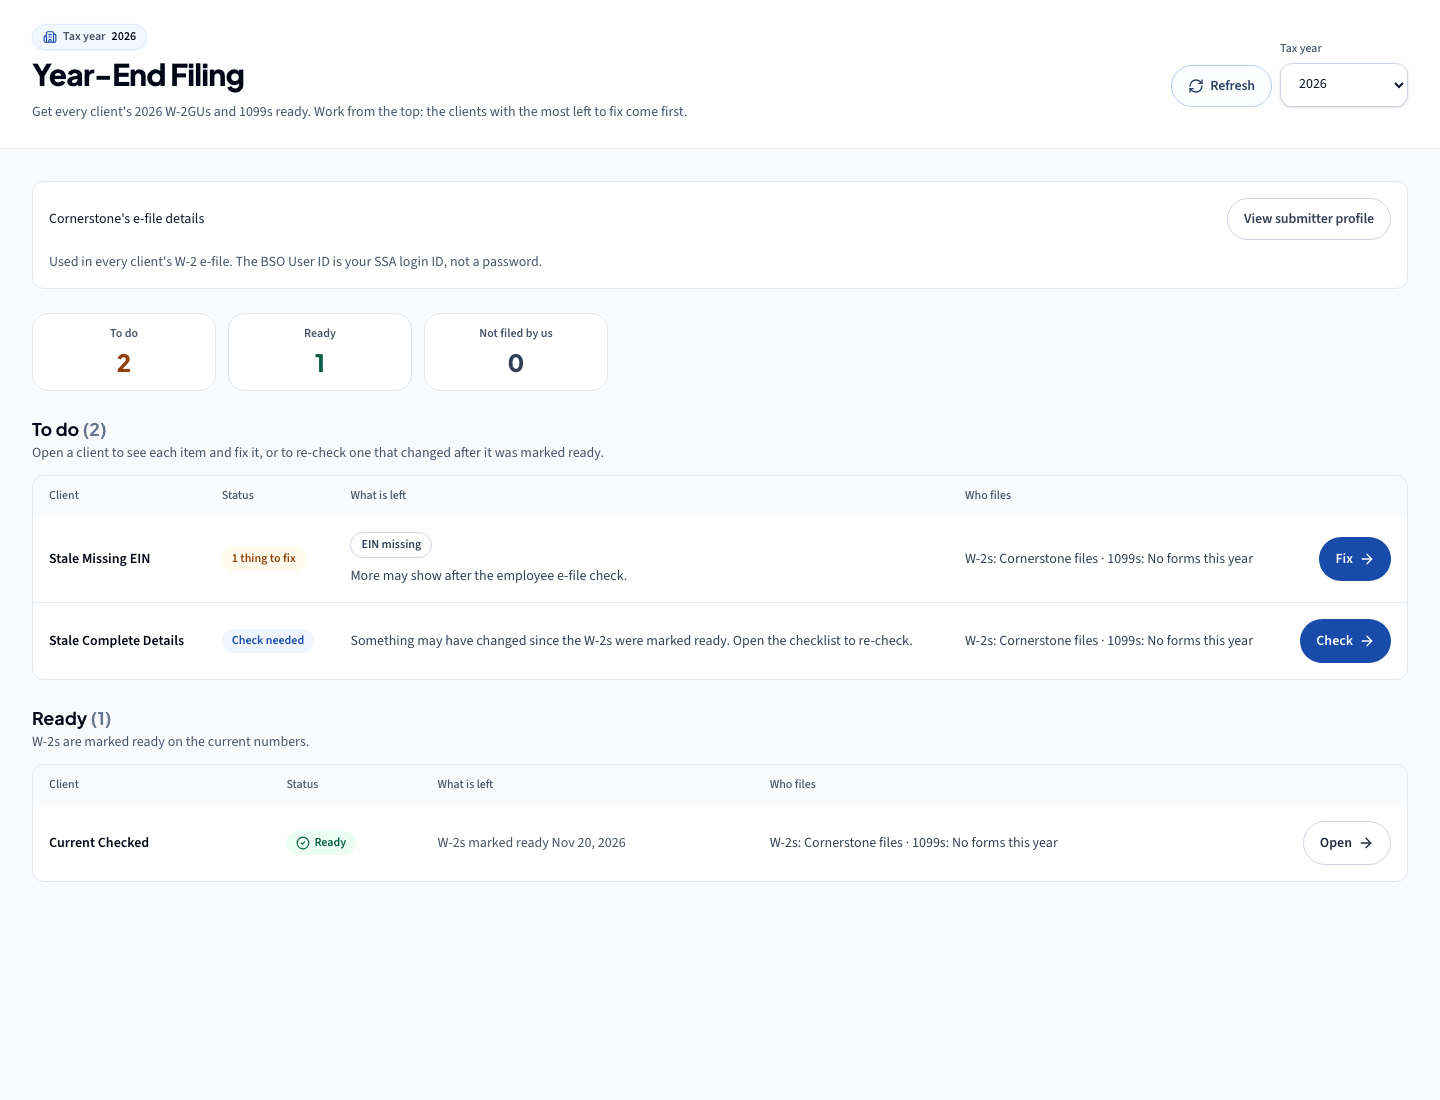 Tax year 2026
Year-End Filing
Get every client's 2026 W-2GUs and 1099s ready. Work from the top: the clients with the most left to fix come first.
Refresh
Tax year
2026
Cornerstone's e-file details
View submitter profile
Used in every client's W-2 e-file. The BSO User ID is your SSA login ID, not a password.
To do
2
Ready
1
Not filed by us
0
To do (2)
Open a client to see each item and fix it, or to re-check one that changed after it was marked ready.
Client Status What is left Who files
Stale Missing EIN 1 thing to fix EIN missing
More may show after the employee e-file check.
W-2s: Cornerstone files · 1099s: No forms this year Fix
Stale Complete Details Check needed Something may have changed since the W-2s were marked ready. Open the checklist to re-check. W-2s: Cornerstone files · 1099s: No forms this year Check
Ready (1)
W-2s are marked ready on the current numbers.
Client Status What is left Who files
Current Checked Ready W-2s marked ready Nov 20, 2026 W-2s: Cornerstone files · 1099s: No forms this year Open